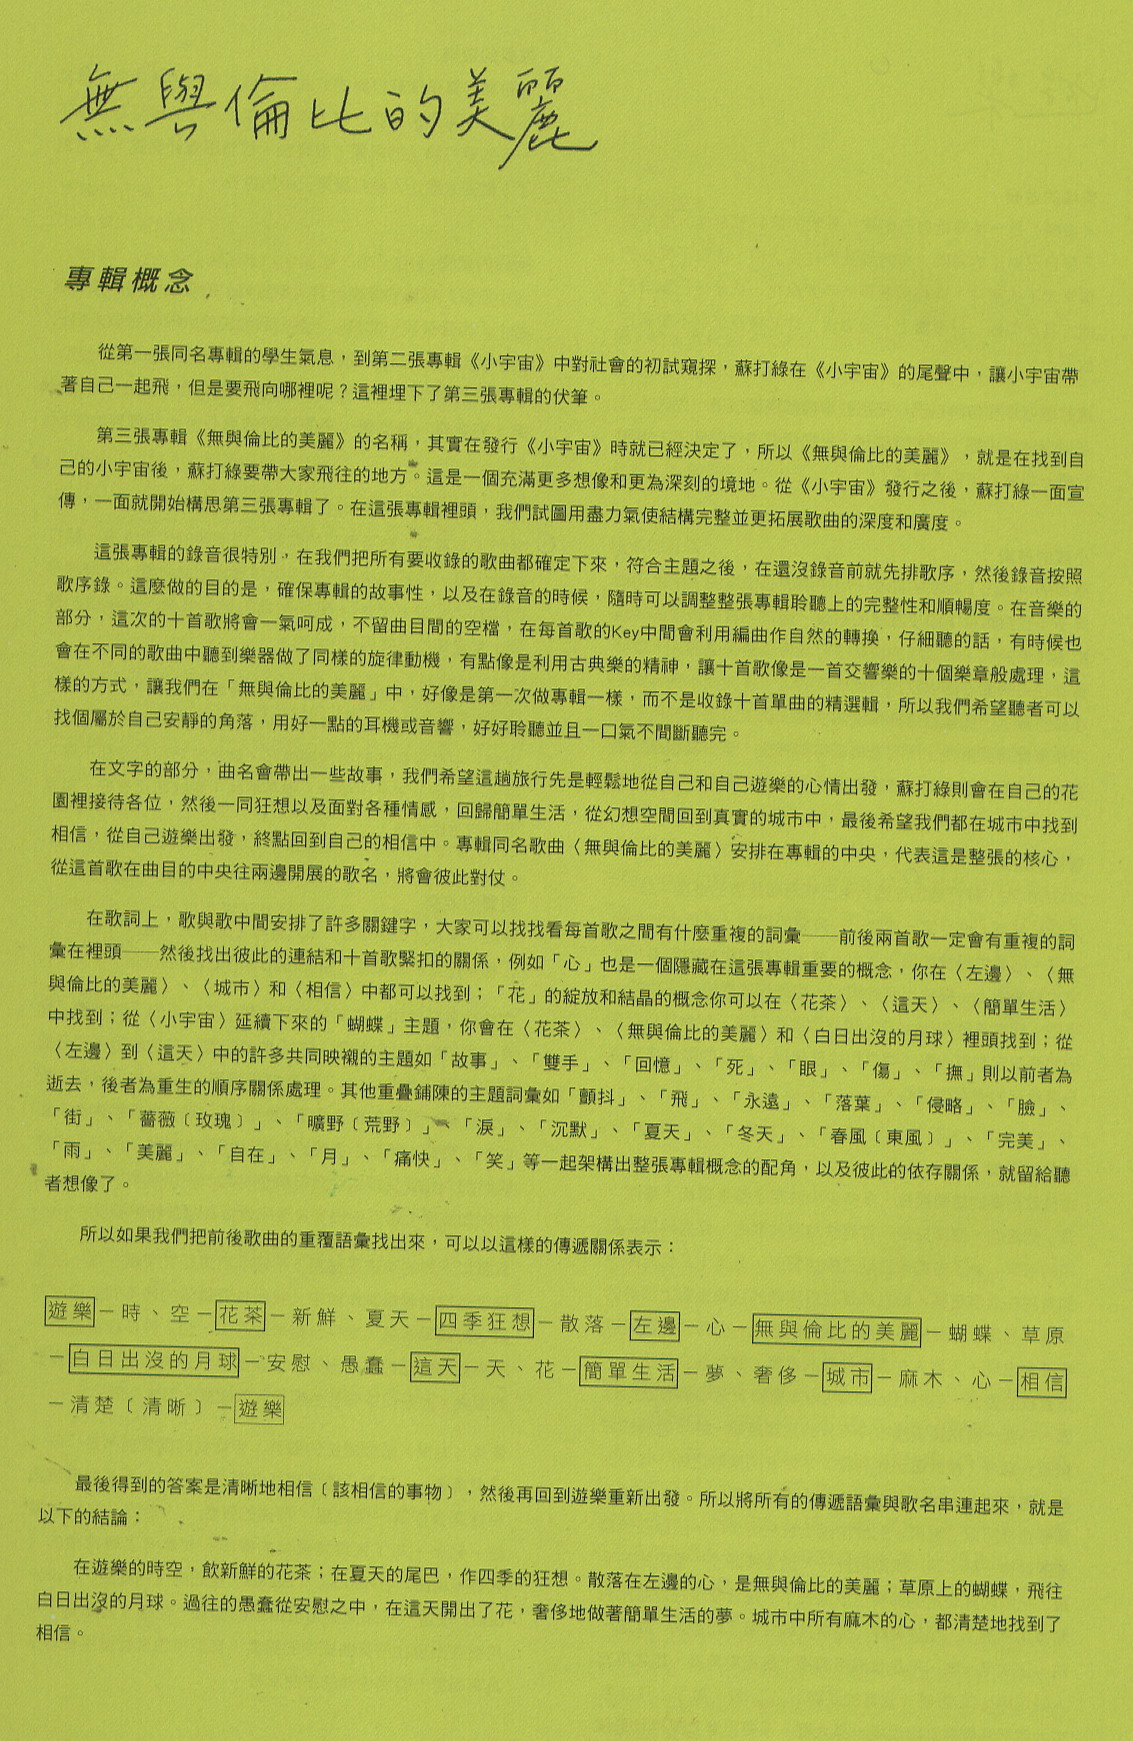 無與倫比的美麗
專輯概念
從第一張同名專輯的學生氣息，到第二張專輯《小宇宙》中對社會的初試窺探，蘇打綠在《小宇宙》的尾聲中，讓小宇宙帶
著自己一起飛，但是要飛向哪裡呢？這裡埋下了第三張專輯的伏筆。
第三張專輯《無與倫比的美麗》的名稱，其實在發行《小宇宙》時就已經決定了，所以《無與倫比的美麗》，就是在找到自
己的小宇宙後，蘇打綠要帶大家飛往的地方。這是一個充滿更多想像和更為深刻的境地。從《小宇宙》發行之後，蘇打綠一面宣
傳，一面就開始構思第三張專輯了。在這張專輯裡頭，我們試圖用盡力氣使結構完整並更拓展歌曲的深度和廣度。
這張專輯的錄音很特別，在我們把所有要收錄的歌曲都確定下來，符合主題之後，在還沒錄音前就先排歌序，然後錄音按照
歌序錄。這麼做的目的是，確保專輯的故事性，以及在錄音的時候，隨時可以調整整張專輯聆聽上的完整性和順暢度。在音樂的
部分，這次的十首歌將會一氣呵成，不留曲目間的空檔，在每首歌的Key中間會利用編曲作自然的轉換，仔細聽的話，有時候也
會在不同的歌曲中聽到樂器做了同樣的旋律動機，有點像是利用古典樂的精神，讓十首歌像是一首交響樂的十個樂章般處理，這
樣的方式，讓我們在「無與倫比的美麗」中，好像是第一次做專輯一樣，而不是收錄十首單曲的精選輯，所以我們希望聽者可以
找個屬於自己安靜的角落，用好一點的耳機或音響，好好聆聽並且一口氣不間斷聽完。
在文字的部分，曲名會帶出一些故事，我們希望這趟旅行先是輕鬆地從自己和自己遊樂的心情出發，蘇打綠則會在自己的花
園裡接待各位，然後一同狂想以及面對各種情感，回歸簡單生活，從幻想空間回到真實的城市中，最後希望我們都在城市中找到
相信，從自己遊樂出發，終點回到自己的相信中。專輯同名歌曲〈無與倫比的美麗〉安排在專輯的中央，代表這是整張的核心，
從這首歌在曲目的中央往兩邊開展的歌名，將會彼此對仗。
在歌詞上，歌與歌中間安排了許多關鍵字，大家可以找找看每首歌之間有什麼重複的詞彙——前後兩首歌一定會有重複的詞
彙在裡頭——然後找出彼此的連結和十首歌緊扣的關係，例如「心」也是一個隱藏在這張專輯重要的概念，你在〈左邊〉、〈無
與倫比的美麗〉、〈城市〉和〈相信〉中都可以找到；「花」的綻放和結晶的概念你可以在〈花茶〉、〈這天〉、〈簡單生活〉
中找到；從〈小宇宙〉延續下來的「蝴蝶」主題，你會在〈花茶〉、〈無與倫比的美麗〉和〈白日出沒的月球〉裡頭找到；從
〈左邊〉到〈這天〉中的許多共同映襯的主題如「故事」、「雙手」、「回憶」、「死」、「眼」、「傷」、「撫」則以前者為
逝去，後者為重生的順序關係處理。其他重疊鋪陳的主題詞彙如「顫抖」、「飛」、「永遠」、「落葉」、「侵略」、「臉」、
「街」、「薔薇〔玫瑰〕」、「曠野〔荒野〕」、「淚」、「沉默」、「夏天」、「冬天」、「春風〔東風〕」、「完美」、
「雨」、「美麗」、「自在」、「月」、「痛快」、「笑」等一起架構出整張專輯概念的配角，以及彼此的依存關係，就留給聽
者想像了。
所以如果我們把前後歌曲的重覆語彙找出來，可以以這樣的傳遞關係表示：
遊樂－時、空－花茶－新鮮、夏天－四季狂想－散落－左邊－心－無與倫比的美麗－蝴蝶、草原
－白日出沒的月球－安慰、愚蠢－這天－天、花－簡單生活－夢、奢侈－城市－麻木、心－相信
－清楚〔清晰〕－遊樂
最後得到的答案是清晰地相信〔該相信的事物〕，然後再回到遊樂重新出發。所以將所有的傳遞語彙與歌名串連起來，就是
以下的結論：
在遊樂的時空，飲新鮮的花茶；在夏天的尾巴，作四季的狂想。散落在左邊的心，是無與倫比的美麗；草原上的蝴蝶，飛往
白日出沒的月球。過往的愚蠢從安慰之中，在這天開出了花，奢侈地做著簡單生活的夢。城市中所有麻木的心，都清楚地找到了
相信。